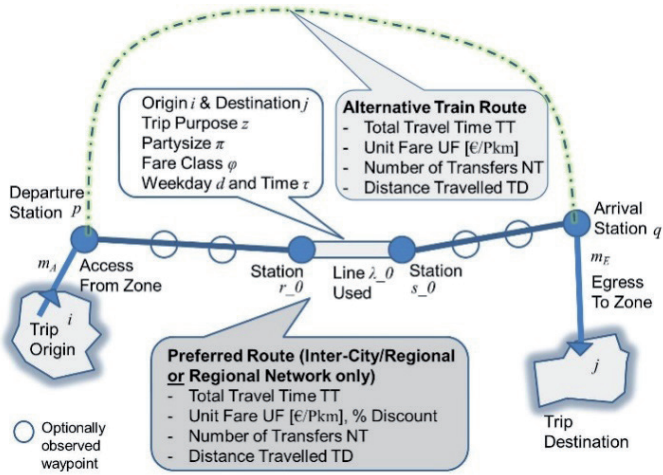 Origin i & Destination j
Trip Purpose z
Partysize π
Fare Class φ
Weekday d and Time τ
Alternative Train Route
- Total Travel Time TT
- Unit Fare UF [€/Pkm]
- Number of Transfers NT
- Distance Travelled TD
Departure
Station p
Arrival
Station q
m_A
Access
From Zone
Station
r_0
Line λ_0
Used
Station
s_0
m_E
Egress
To Zone
Trip i
Origin
j
Trip
Destination
Preferred Route (Inter-City/Regional
or Regional Network only)
- Total Travel Time TT
- Unit Fare UF [€/Pkm], % Discount
- Number of Transfers NT
- Distance Travelled TD
Optionally
observed
waypoint